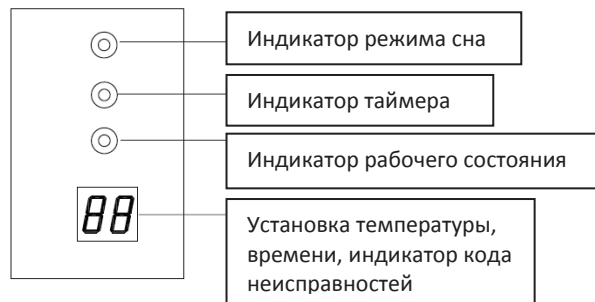 Индикатор режима сна
Индикатор таймера
Индикатор рабочего состояния
88
Установка температуры,
времени, индикатор кода
неисправностей